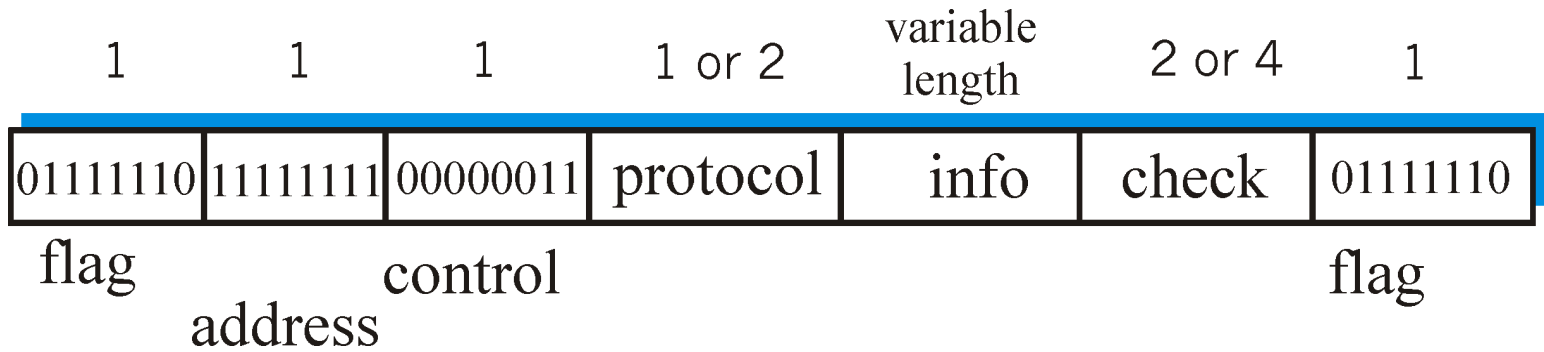 variable
1 1 1 1 or 2 length 2 or 4 1
01111110 11111111 00000011 protocol info check 01111110
flag control flag
address